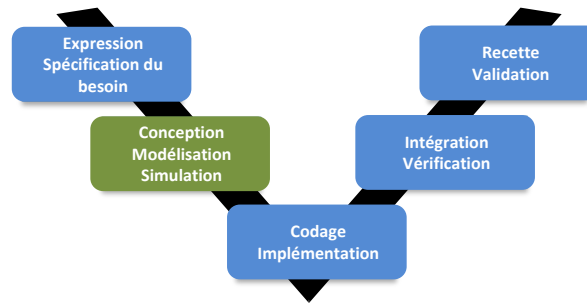 Expression
Spécification du
besoin
Conception
Modélisation
Simulation
Codage
Implémentation
Intégration
Vérification
Recette
Validation